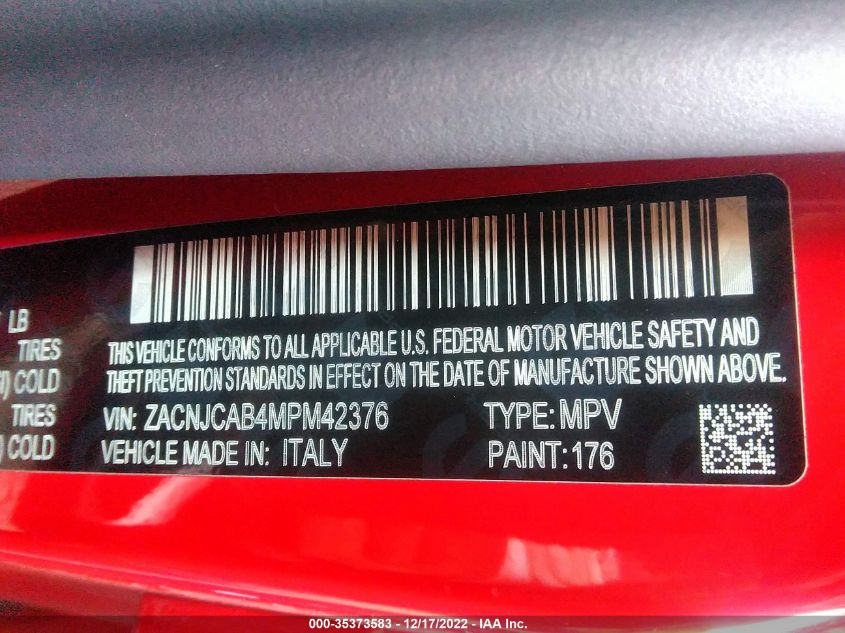 LB
TIRES
COLD
TIRES
COLD
THIS VEHICLE CONFORMS TO ALL APPLICABLE U.S. FEDERAL MOTOR VEHICLE SAFETY AND
THEFT PREVENTION STANDARDS IN EFFECT ON THE DATE OF MANUFACTURE SHOWN ABOVE.
VIN: ZACNJCAB4MPM42376 TYPE: MPV
VEHICLE MADE IN: ITALY PAINT: 176
000-35373583 - 12/17/2022 - IAA Inc.